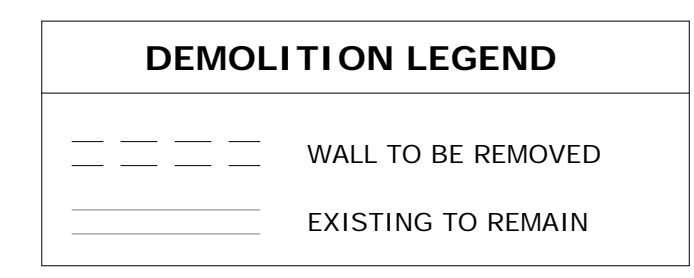 DEMOLITION LEGEND
WALL TO BE REMOVED
EXISTING TO REMAIN